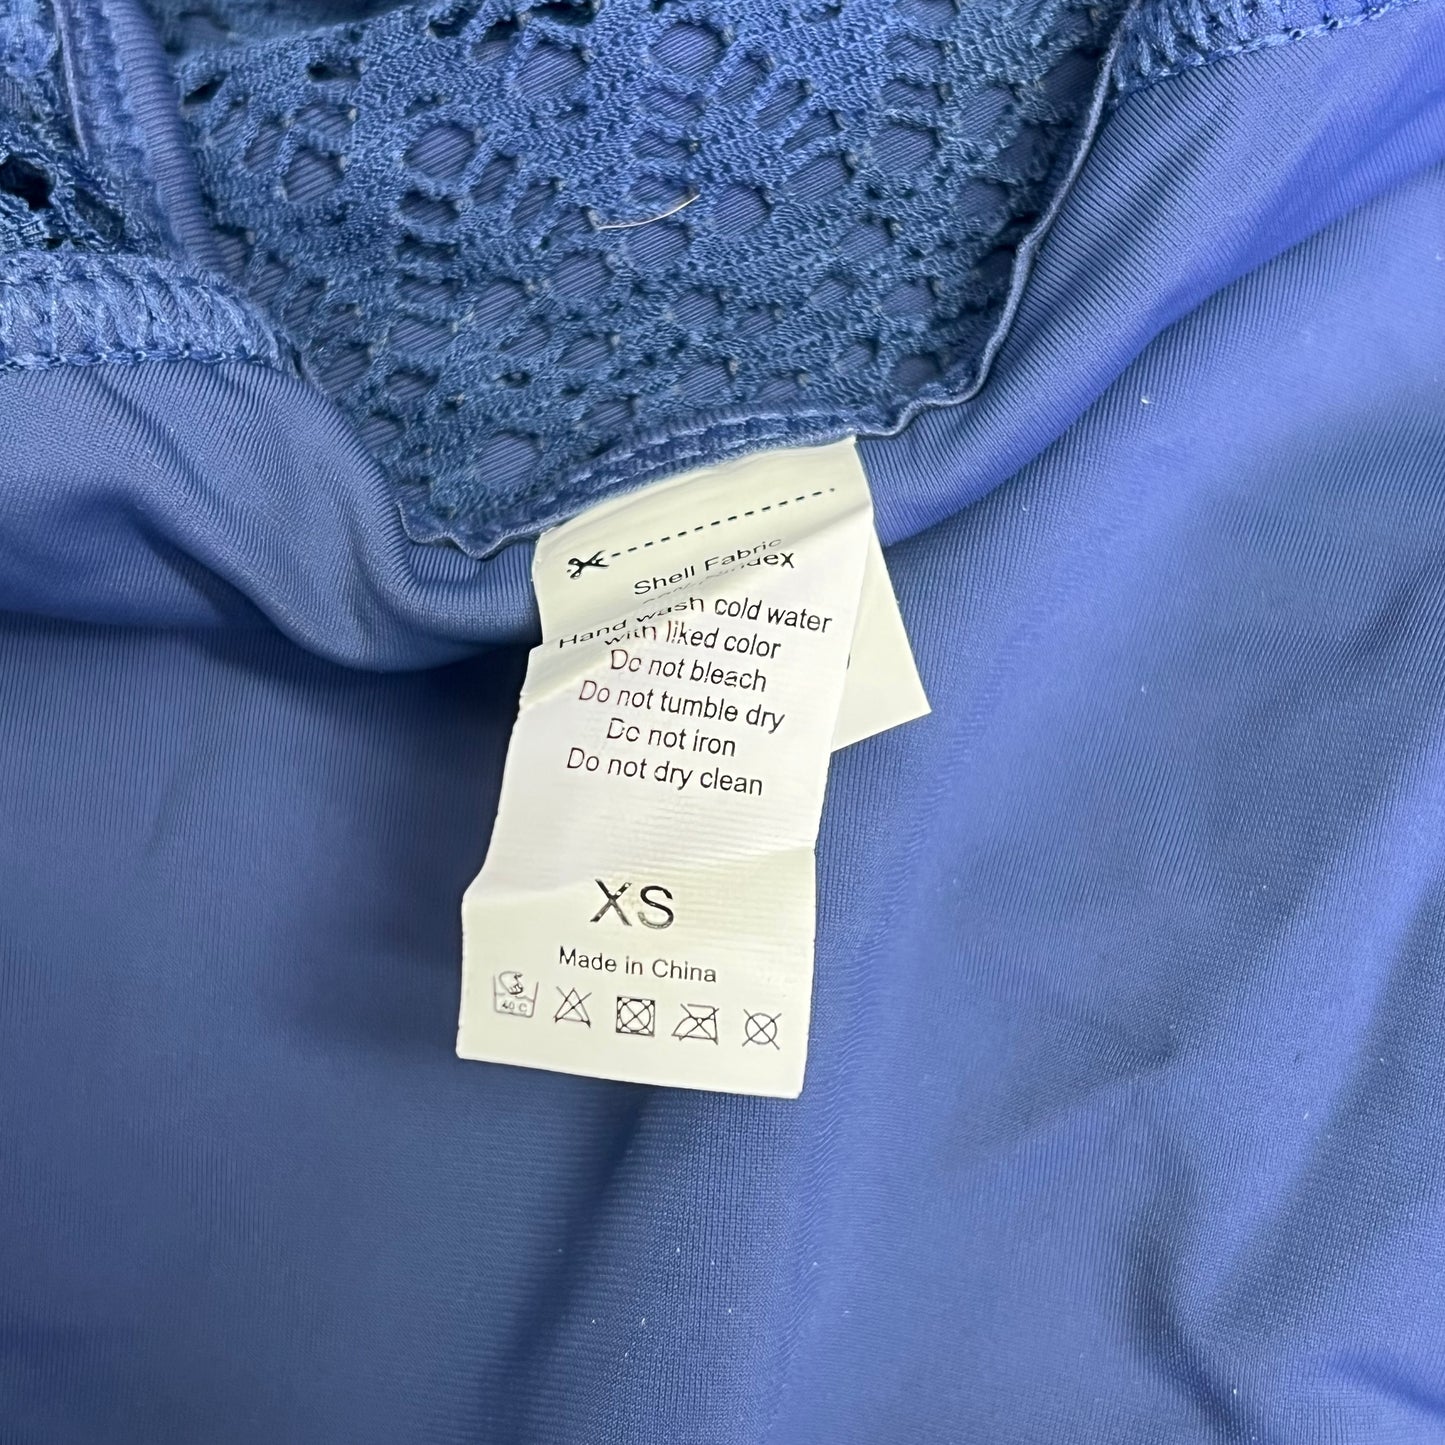 Shell Fabric
Hand wash cold water
with liked color
Do not bleach
Do not tumble dry
Do not iron
Do not dry clean
XS
Made in China
40 C